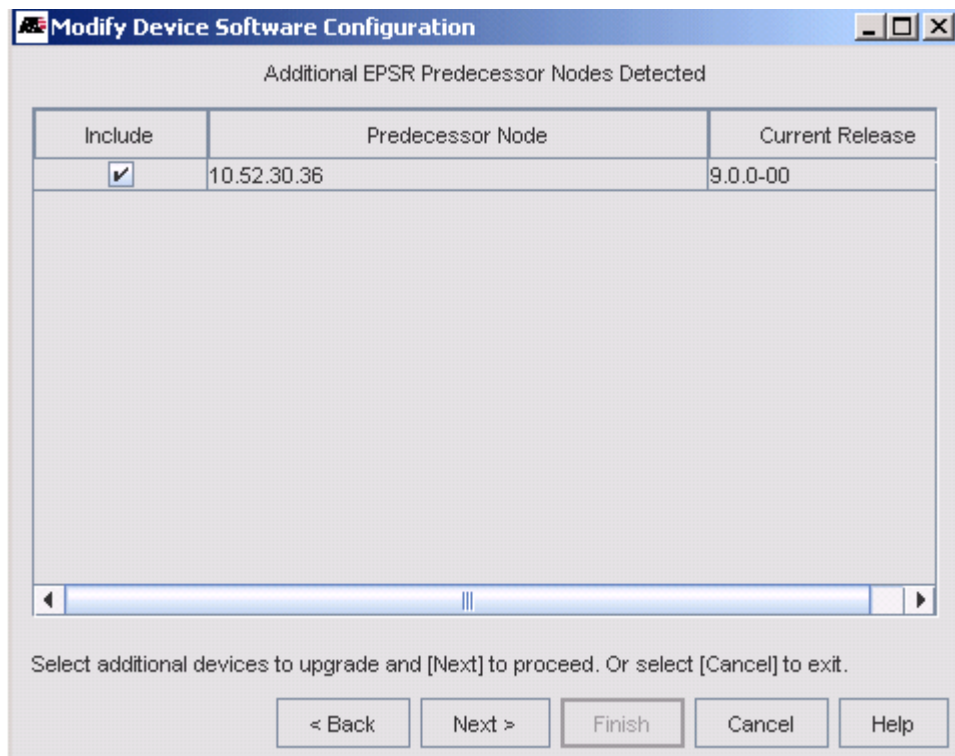 Modify Device Software Configuration
Additional EPSR Predecessor Nodes Detected
Include Predecessor Node Current Release
10.52.30.36 9.0.0-00
Select additional devices to upgrade and [Next] to proceed. Or select [Cancel] to exit.
< Back Next > Finish Cancel Help